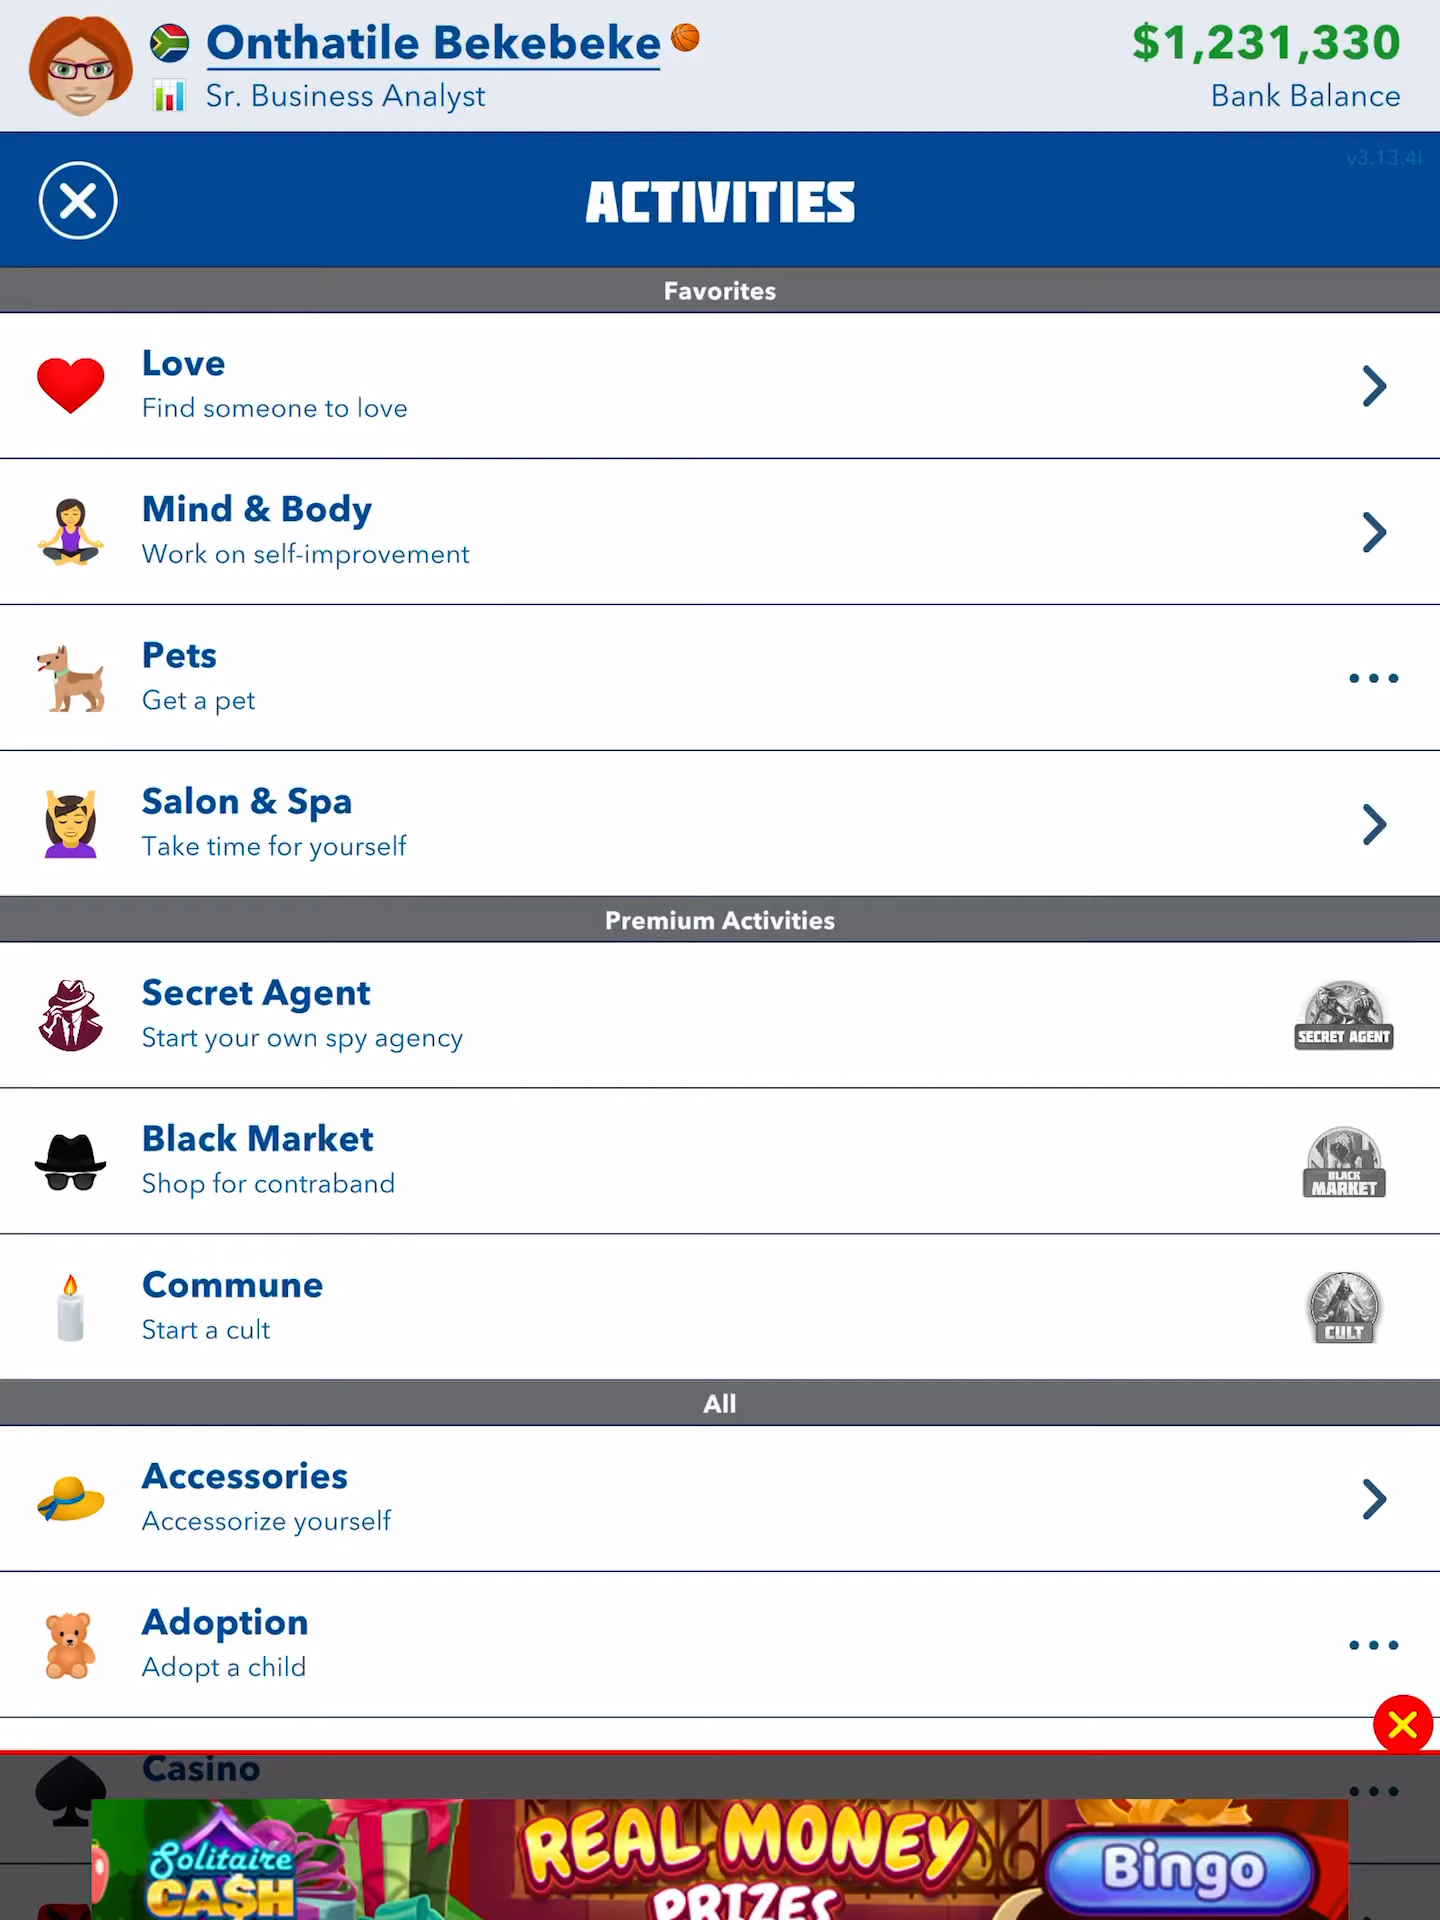 Onthatile Bekebeke
$1,231,330
Sr. Business Analyst
Bank Balance
v3.13.4i
ACTIVITIES
Favorites
Love
Find someone to love
Mind & Body
Work on self-improvement
Pets
Get a pet
Salon & Spa
Take time for yourself
Premium Activities
Secret Agent
Start your own spy agency
SECRET AGENT
Black Market
Shop for contraband
BLACK
MARKET
Commune
Start a cult
CULT
All
Accessories
Accessorize yourself
Adoption
Adopt a child
Casino
Solitaire
CASH
REAL MONEY
PRIZES
Bingo